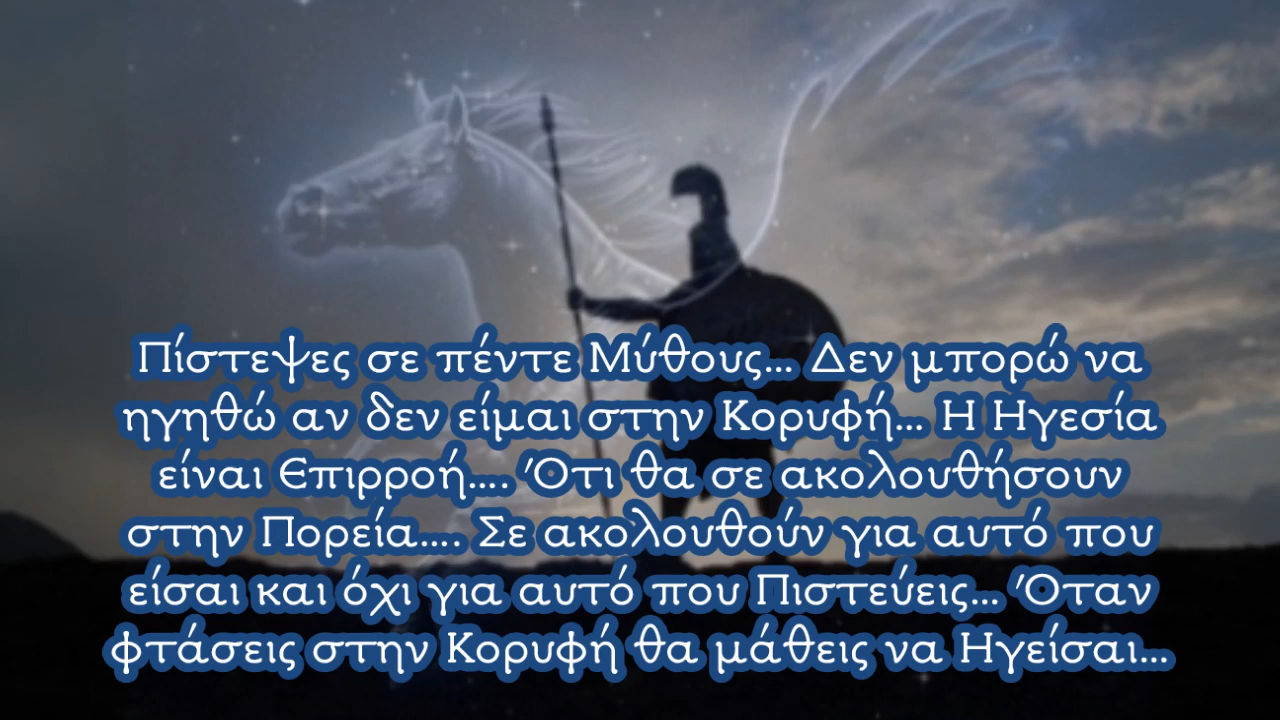 Πίστεψες σε πέντε Μύθους... Δεν μπορώ να
ηγηθώ αν δεν είμαι στην Κορυφή... Η Ηγεσία
είναι Επιρροή.... Ότι θα σε ακολουθήσουν
στην Πορεία.... Σε ακολουθούν για αυτό που
είσαι και όχι για αυτό που Πιστεύεις... Όταν
φτάσεις στην Κορυφή θα μάθεις να Ηγείσαι...